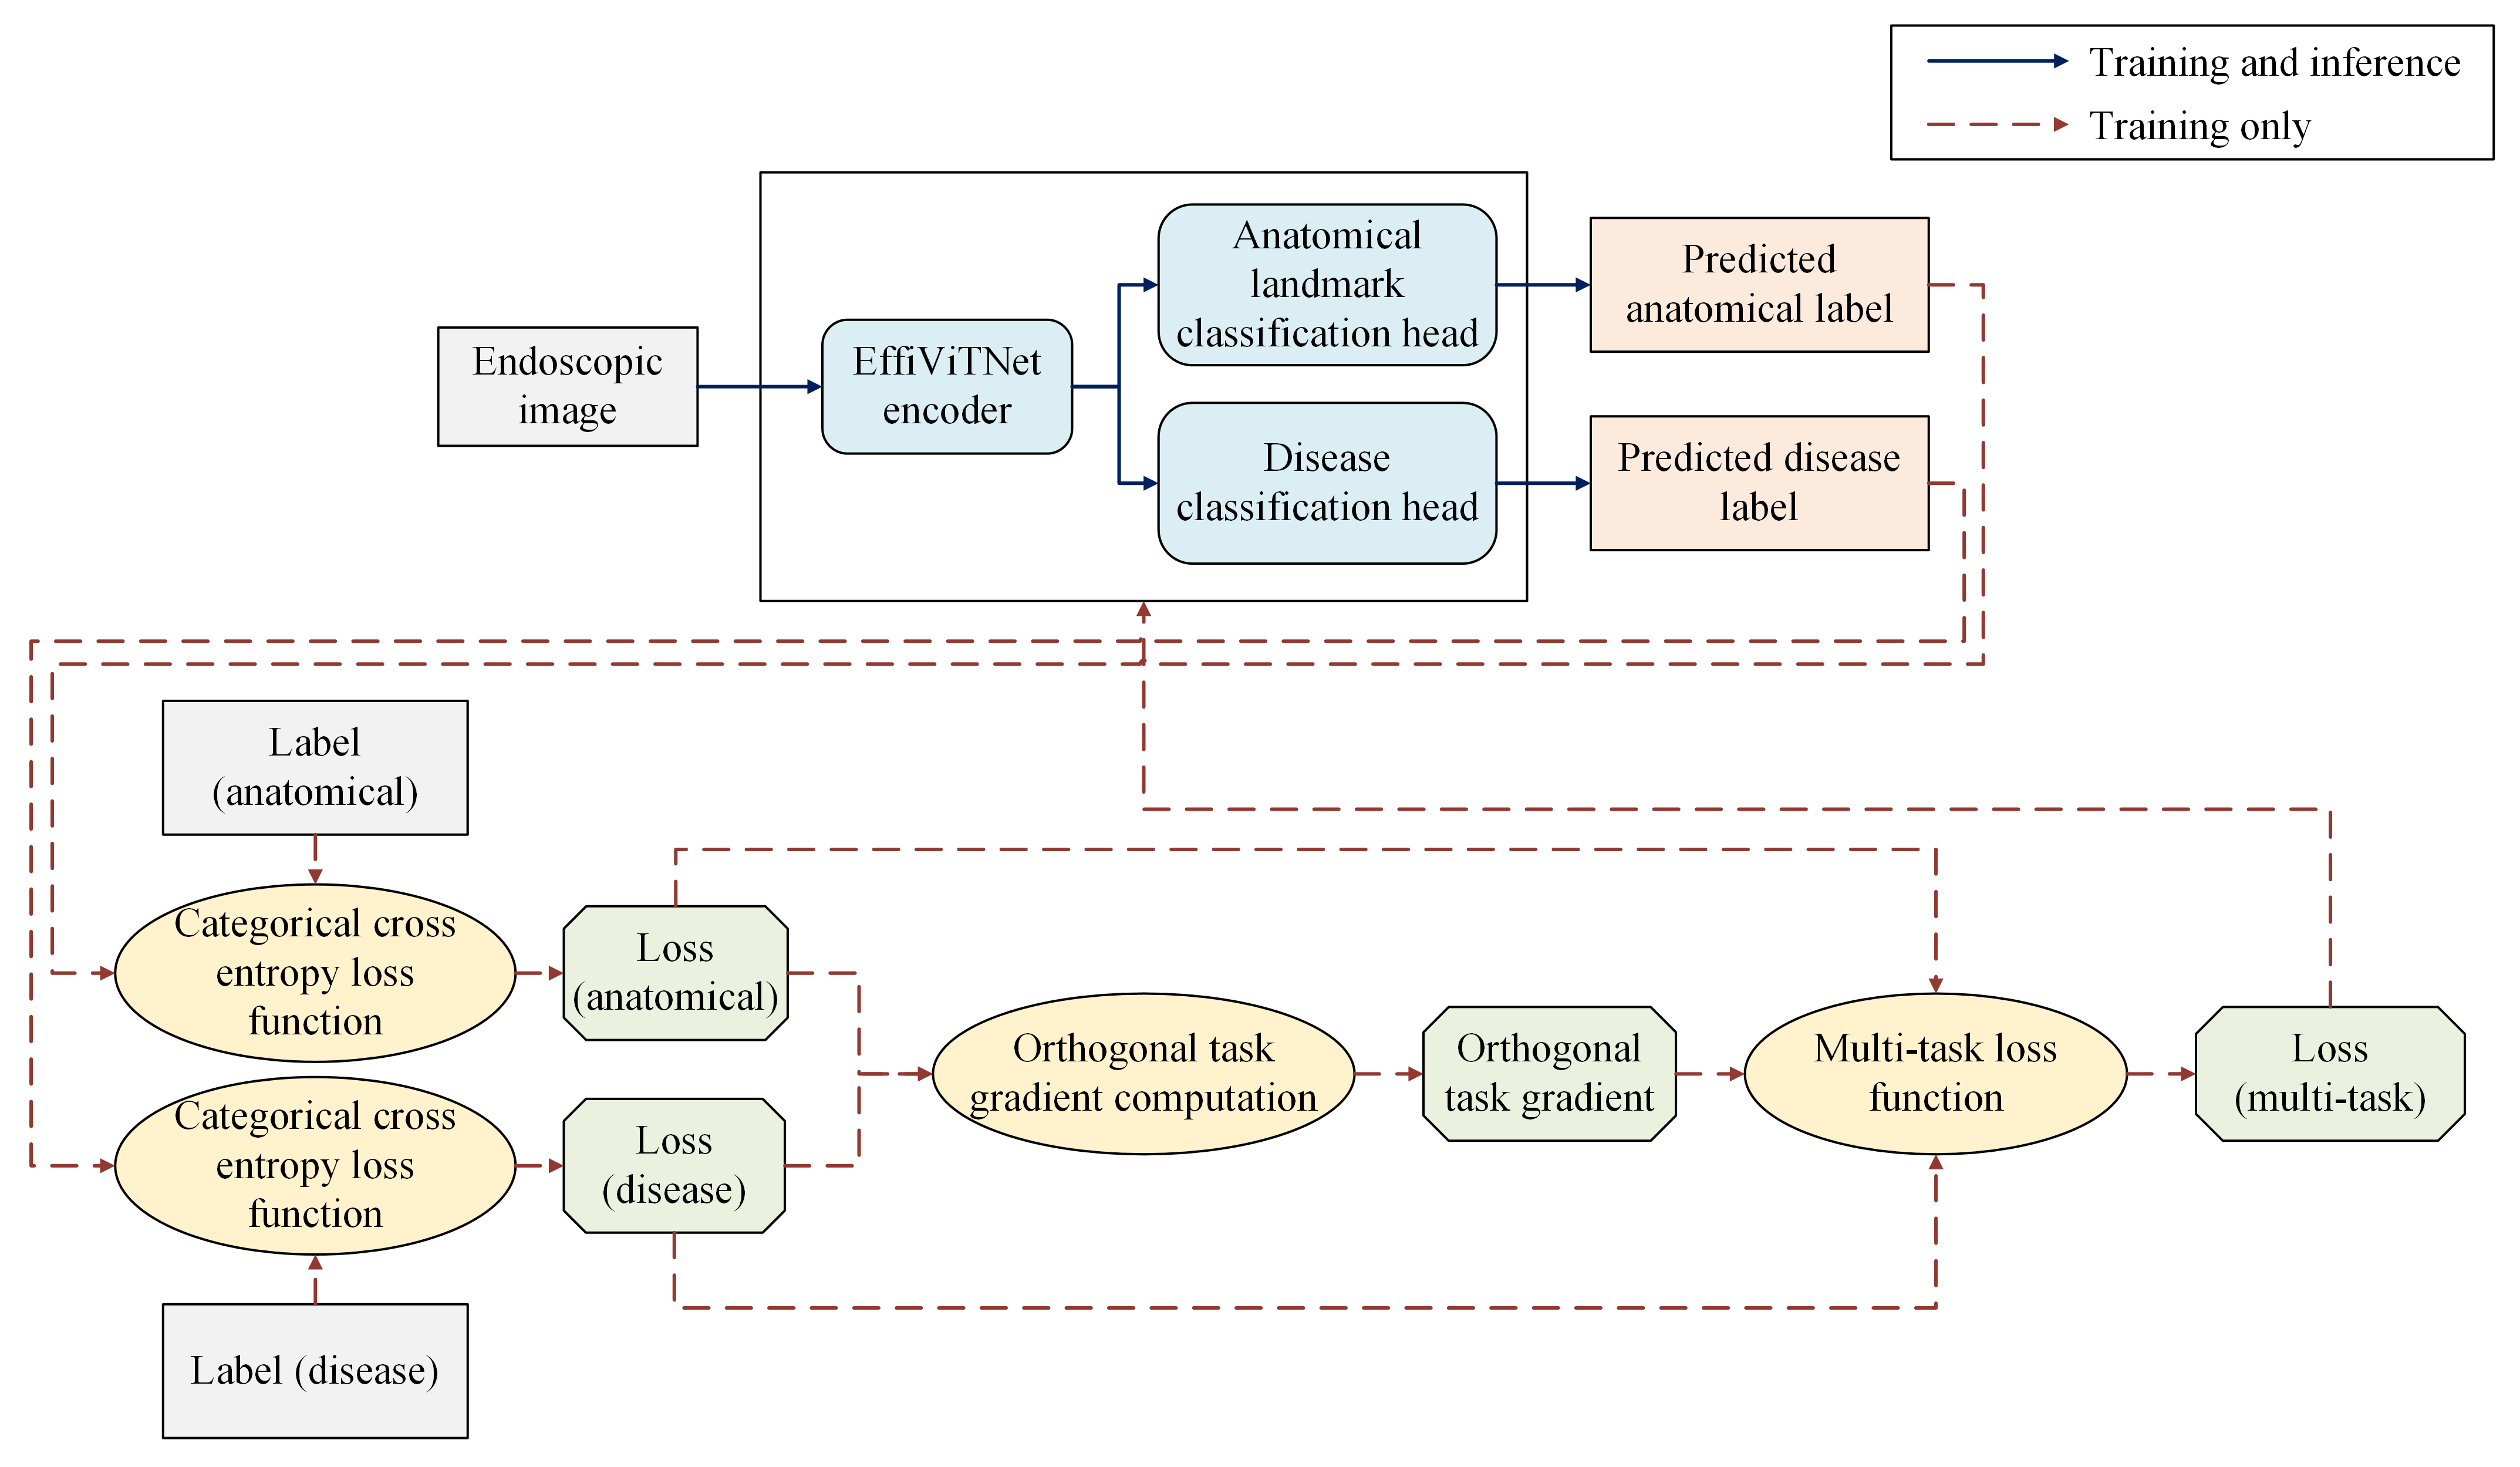 Training and inference
Training only
Endoscopic
image
EffiViTNet
encoder
Anatomical
landmark
classification head
Disease
classification head
Predicted
anatomical label
Predicted disease
label
Label
(anatomical)
Categorical cross
entropy loss
function
Loss
(anatomical)
Categorical cross
entropy loss
function
Loss
(disease)
Label (disease)
Orthogonal task
gradient computation
Orthogonal
task gradient
Multi-task loss
function
Loss
(multi-task)